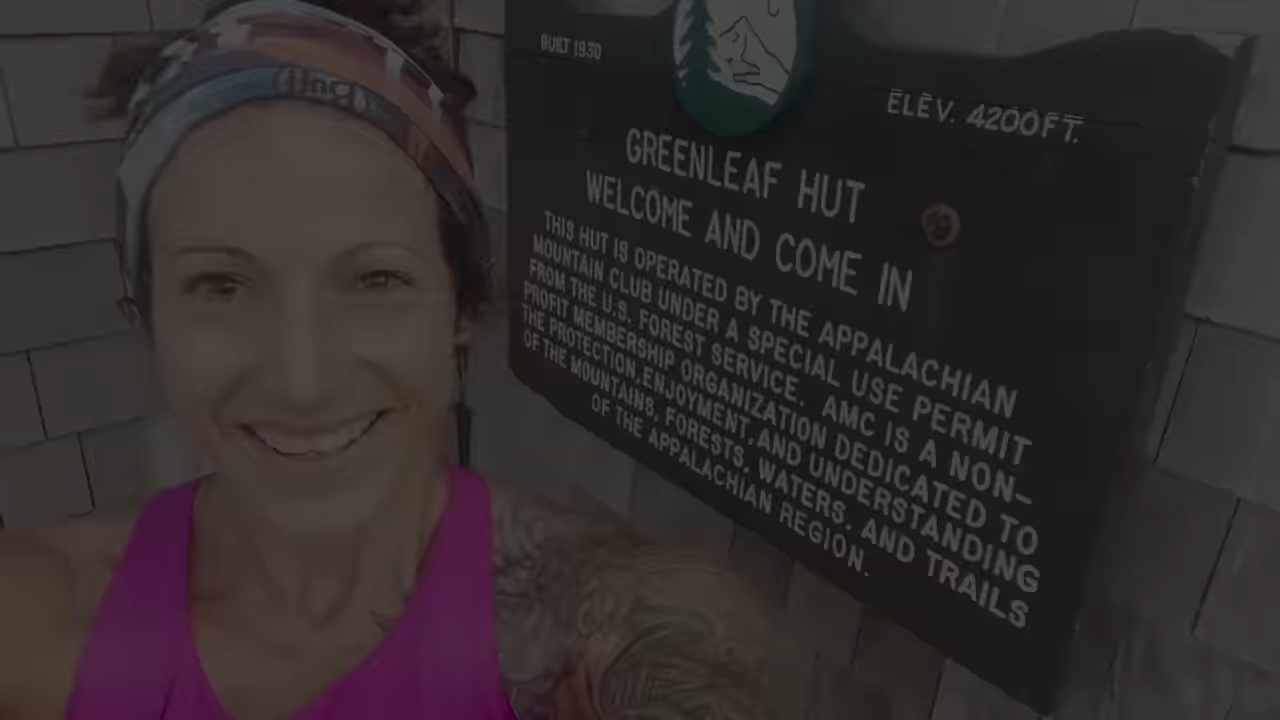 BUILT 1930
ELEV. 4200FT.
GREENLEAF HUT
WELCOME AND COME IN
THIS HUT IS OPERATED BY THE APPALACHIAN
MOUNTAIN CLUB UNDER A SPECIAL USE PERMIT
FROM THE U.S. FOREST SERVICE. AMC IS A NON-
PROFIT MEMBERSHIP ORGANIZATION DEDICATED TO
THE PROTECTION, ENJOYMENT, AND UNDERSTANDING
OF THE MOUNTAINS, FORESTS, WATERS, AND TRAILS
OF THE APPALACHIAN REGION.